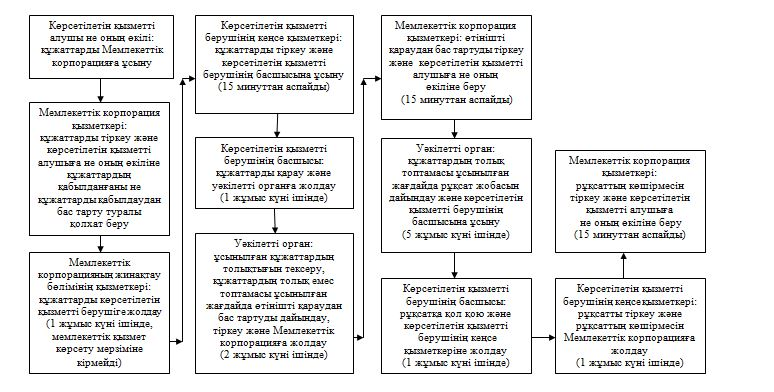 Көрсетілетін қызметті
алушы не оның өкілі:
құжаттарды Мемлекеттік
корпорацияға ұсыну
Мемлекеттік корпорация
қызметкері:
құжаттарды тіркеу және
көрсетілетін қызметті
алушыға не оның өкіліне
құжаттардың
қабылданғаны не
құжаттарды қабылдаудан
бас тарту туралы
қолхат беру
Мемлекеттік
корпорацияның жинақтау
бөлімінің қызметкері:
құжаттарды көрсетілетін
қызметті берушіге жолдау
(1 жұмыс күні ішінде,
мемлекеттік қызмет
көрсету мерзіміне
кірмейді)
Көрсетілетін қызметті
берушінің кеңсе қызметкері:
құжаттарды тіркеу және
көрсетілетін қызметті
берушінің басшысына ұсыну
(15 минуттан аспайды)
Көрсетілетін қызметті
берушінің басшысы:
құжаттарды қарау және
уәкілетті органға жолдау
(1 жұмыс күні ішінде)
Уәкілетті орган:
ұсынылған құжаттардың
толықтығын тексеру,
құжаттардың толық емес
топтамасы ұсынылған
жағдайда өтінішті қараудан
бас тартуды дайындау,
тіркеу және Мемлекеттік
корпорацияға жолдау
(2 жұмыс күні ішінде)
Мемлекеттік корпорация
қызметкері: өтінішті
қараудан бас тартуды тіркеу
және көрсетілетін қызметті
алушыға не оның
өкіліне беру
(15 минуттан аспайды)
Уәкілетті орган:
құжаттардың толық
топтамасы ұсынылған
жағдайда рұқсат жобасын
дайындау және көрсетілетін
қызметті берушінің
басшысына ұсыну
(5 жұмыс күні ішінде)
Көрсетілетін қызметті
берушінің басшысы:
рұқсатқа қол қою және
көрсетілетін қызметті
берушінің кеңсе
қызметкеріне жолдау
(1 жұмыс күні ішінде)
Мемлекеттік корпорация
қызметкері:
рұқсаттың көшірмесін
тіркеу және көрсетілетін
қызметті алушыға
не оның өкіліне беру
(15 минуттан аспайды)
Көрсетілетін қызметті
берушінің кеңсе қызметкері:
рұқсатты тіркеу және
рұқсаттың көшірмесін
Мемлекеттік корпорацияға
жолдау
(1 жұмыс күні ішінде)